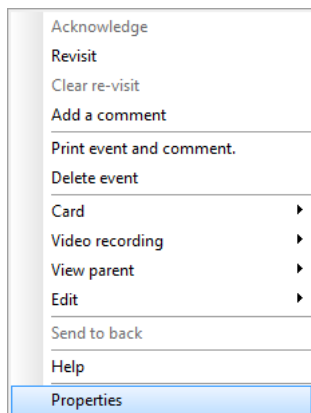 Acknowledge
Revisit
Clear re-visit
Add a comment
Print event and comment.
Delete event
Card
Video recording
View parent
Edit
Send to back
Help
Properties